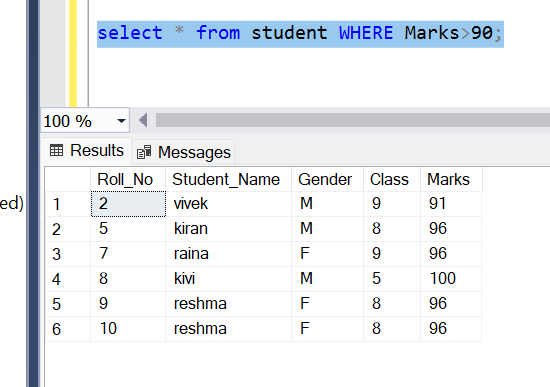 select * from student WHERE Marks>90;
100 %
Results Messages
Roll_No Student_Name Gender Class Marks
ed) 1 2 vivek M 9 91
2 5 kiran M 8 96
3 7 raina F 9 96
4 8 kivi M 5 100
5 9 reshma F 8 96
6 10 reshma F 8 96